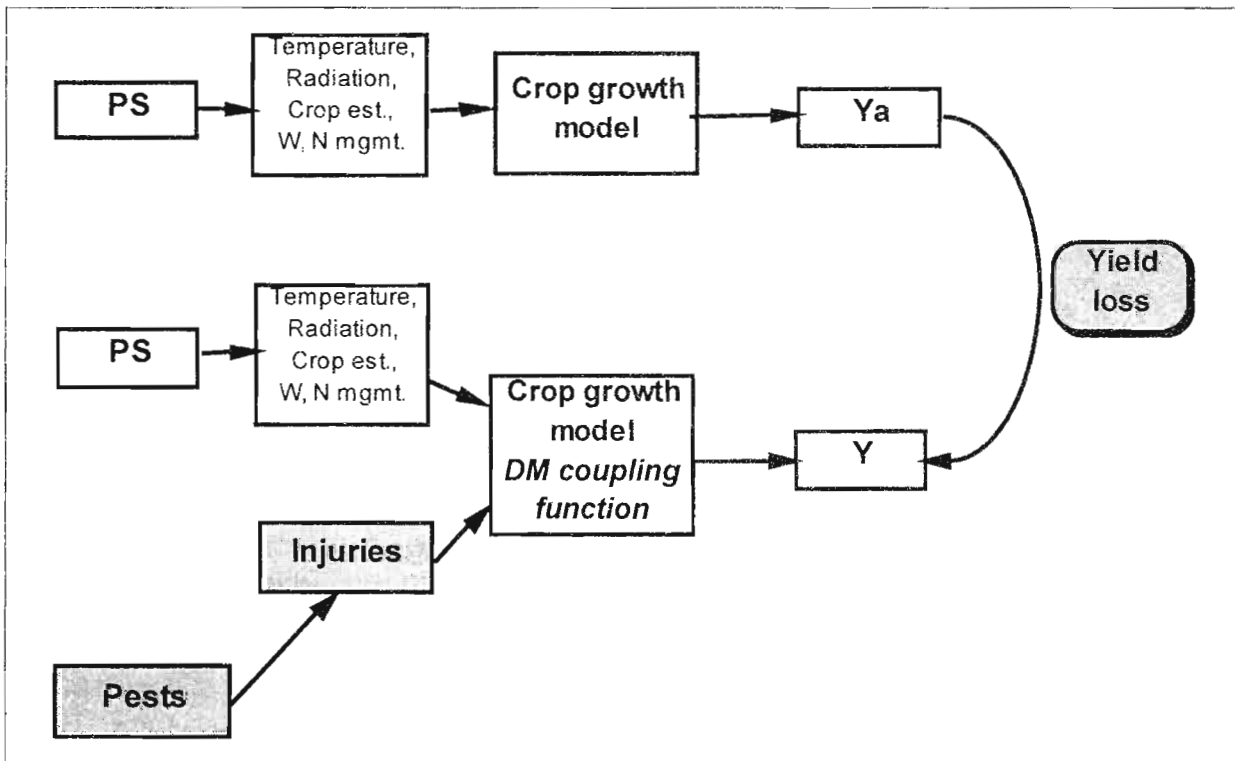 PS
Temperature,
Radiation,
Crop est.,
W, N mgmt.
Crop growth
model
Ya
Yield
loss
PS
Temperature,
Radiation,
Crop est.,
W, N mgmt.
Crop growth
model
DM coupling
function
Y
Injuries
Pests